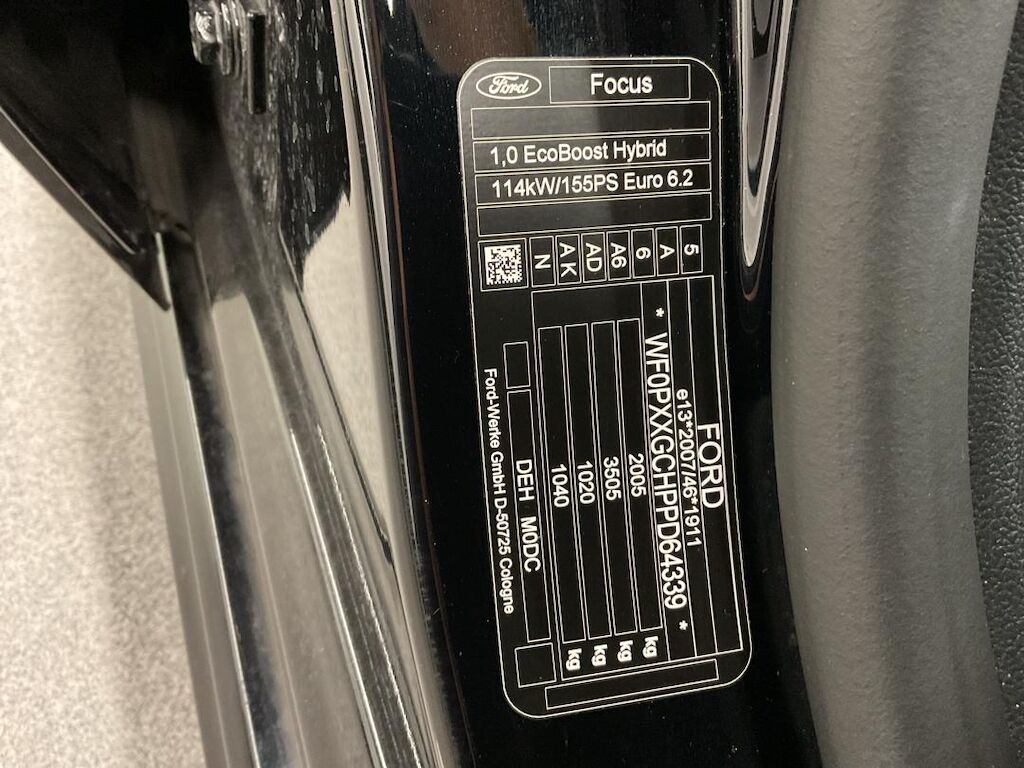 Ford
Focus
1,0 EcoBoost Hybrid
114kW/155PS Euro 6.2
5
A
6
A6
AD
AK
N
FORD
e13*2007/46*1911
* WF0PXXGCHPPD64339 *
2005 kg
3505 kg
1020 kg
1040 kg
DEH M0DC
Ford-Werke GmbH D-50725 Cologne